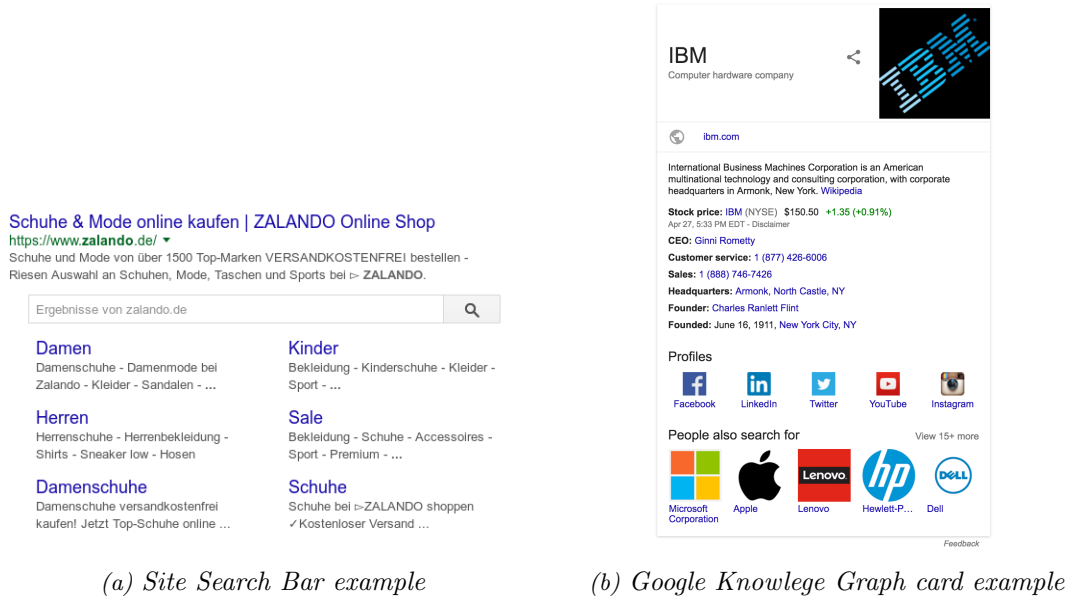 Schuhe & Mode online kaufen | ZALANDO Online Shop
https://www.zalando.de/
Schuhe und Mode von über 1500 Top-Marken VERSANDKOSTENFREI bestellen -
Riesen Auswahl an Schuhen, Mode, Taschen und Sports bei ▻ ZALANDO.
Ergebnisse von zalando.de
Damen
Damenschuhe - Damenmode bei
Zalando - Kleider - Sandalen - ...
Kinder
Bekleidung - Kinderschuhe - Kleider -
Sport - ...
Herren
Herrenschuhe - Herrenbekleidung -
Shirts - Sneaker low - Hosen
Sale
Bekleidung - Schuhe - Accessoires -
Sport - Premium - ...
Damenschuhe
Damenschuhe versandkostenfrei
kaufen! Jetzt Top-Schuhe online ...
Schuhe
Schuhe bei ▻ZALANDO shoppen
✓Kostenloser Versand ...
(a) Site Search Bar example
IBM
Computer hardware company
IBM
ibm.com
International Business Machines Corporation is an American
multinational technology and consulting corporation, with corporate
headquarters in Armonk, New York. Wikipedia
Stock price: IBM (NYSE) $150.50 +1.35 (+0.91%)
Apr 27, 5:33 PM EDT - Disclaimer
CEO: Ginni Rometty
Customer service: 1 (877) 426-6006
Sales: 1 (888) 746-7426
Headquarters: Armonk, North Castle, NY
Founder: Charles Ranlett Flint
Founded: June 16, 1911, New York City, NY
Profiles
Facebook LinkedIn Twitter YouTube Instagram
People also search for View 15+ more
Lenovo hp DELL
Microsoft Corporation Apple Lenovo Hewlett-P... Dell
Feedback
(b) Google Knowlege Graph card example